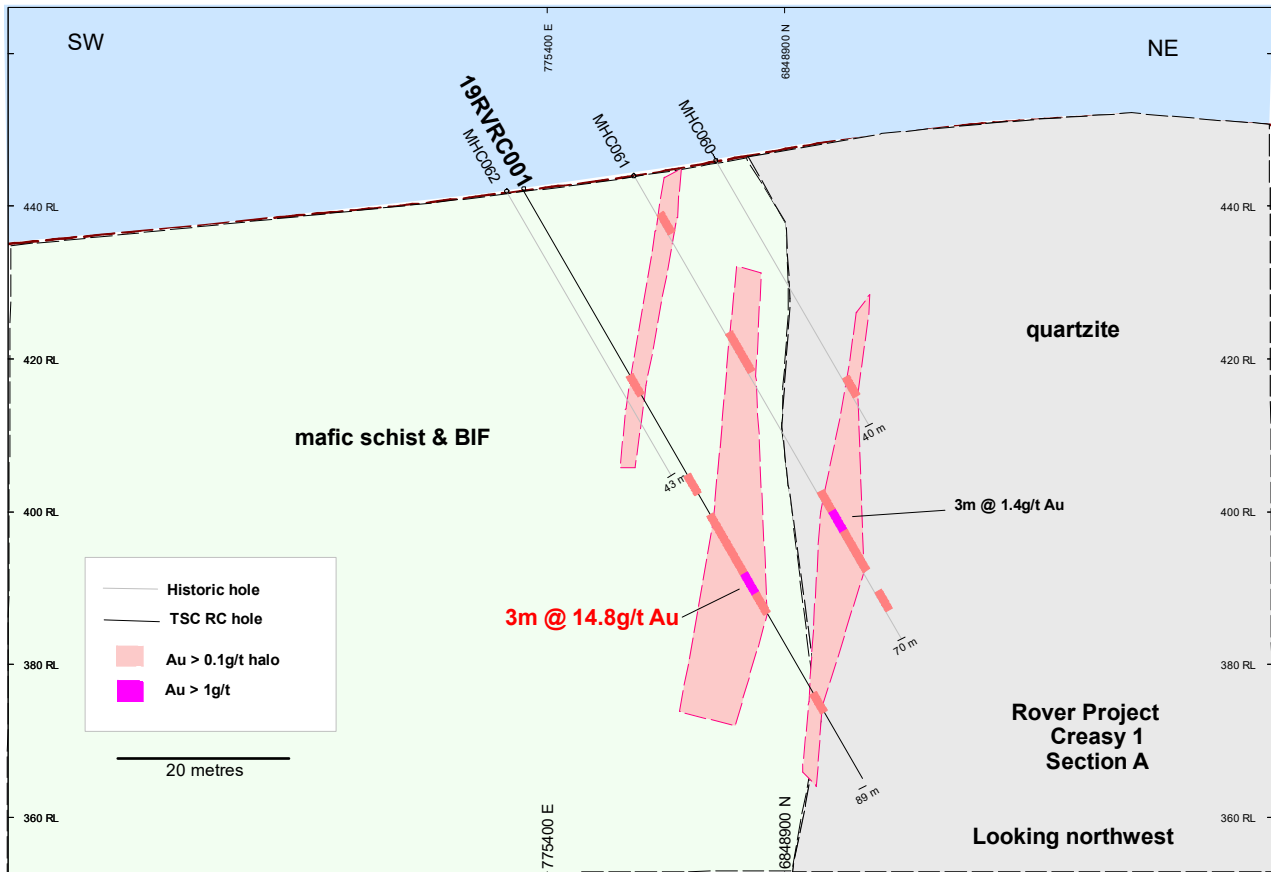 SW
775400 E
6848900 N
NE
19RVRC001
MHC062
MHC061
MHC060
440 RL
440 RL
420 RL
420 RL
quartzite
mafic schist & BIF
40 m
43 m
400 RL
400 RL
3m @ 1.4g/t Au
Historic hole
TSC RC hole
Au > 0.1g/t halo
Au > 1g/t
3m @ 14.8g/t Au
70 m
380 RL
380 RL
Rover Project
Creasy 1
Section A
20 metres
89 m
360 RL
360 RL
775400 E
6848900 N
Looking northwest